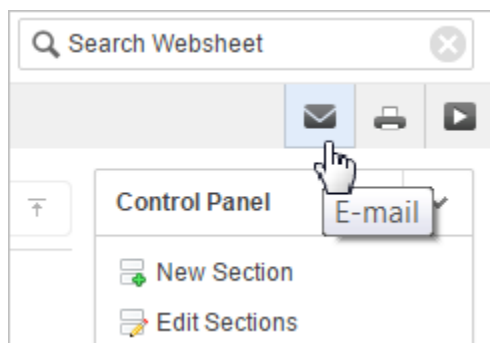 Search Websheet
Control Panel
E-mail
New Section
Edit Sections